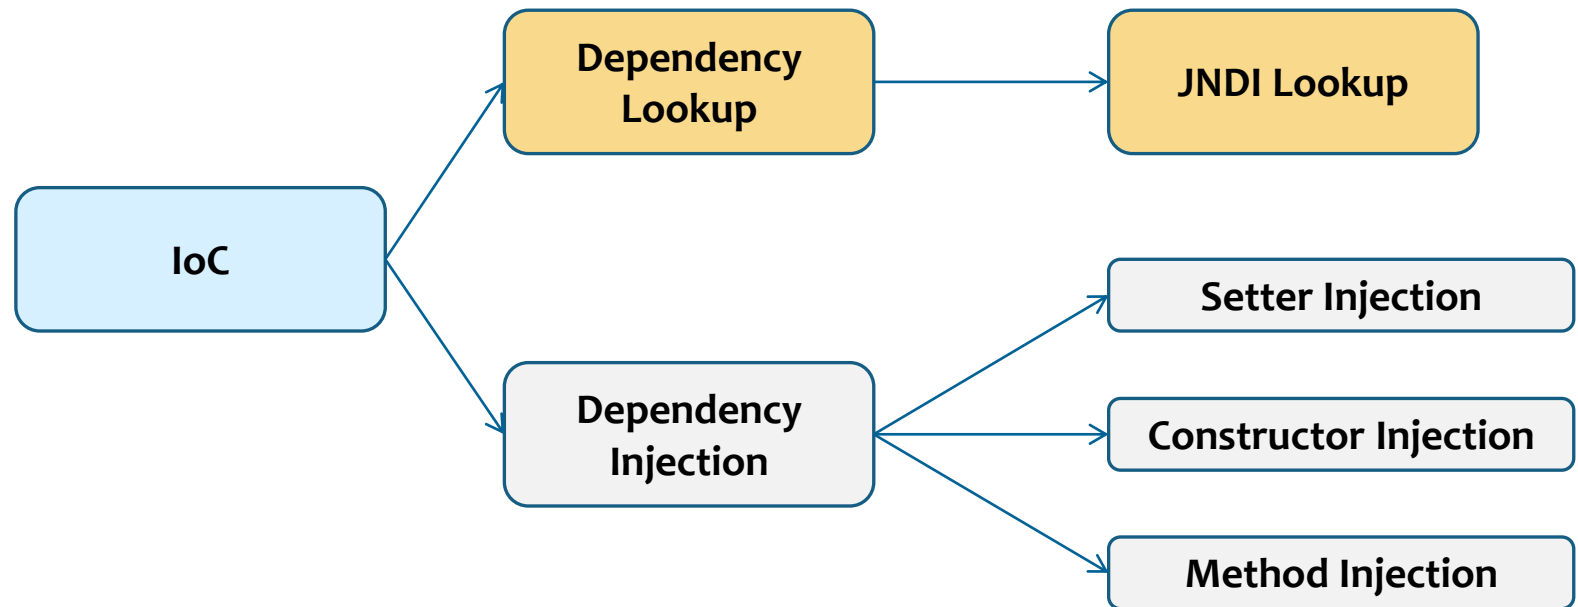 Dependency
Lookup
JNDI Lookup
IoC
Setter Injection
Dependency
Injection
Constructor Injection
Method Injection